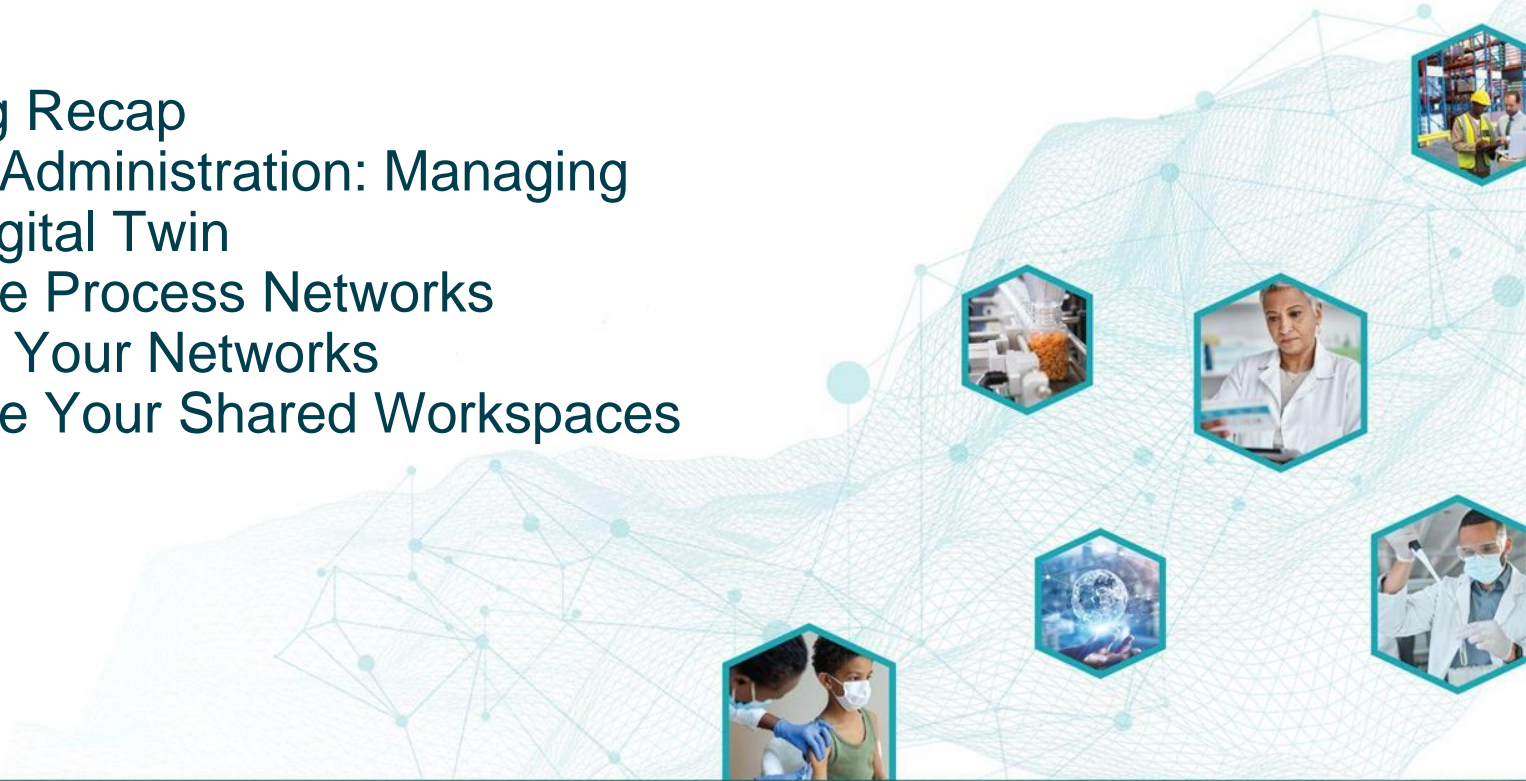 g Recap
Administration: Managing
gital Twin
e Process Networks
Your Networks
e Your Shared Workspaces